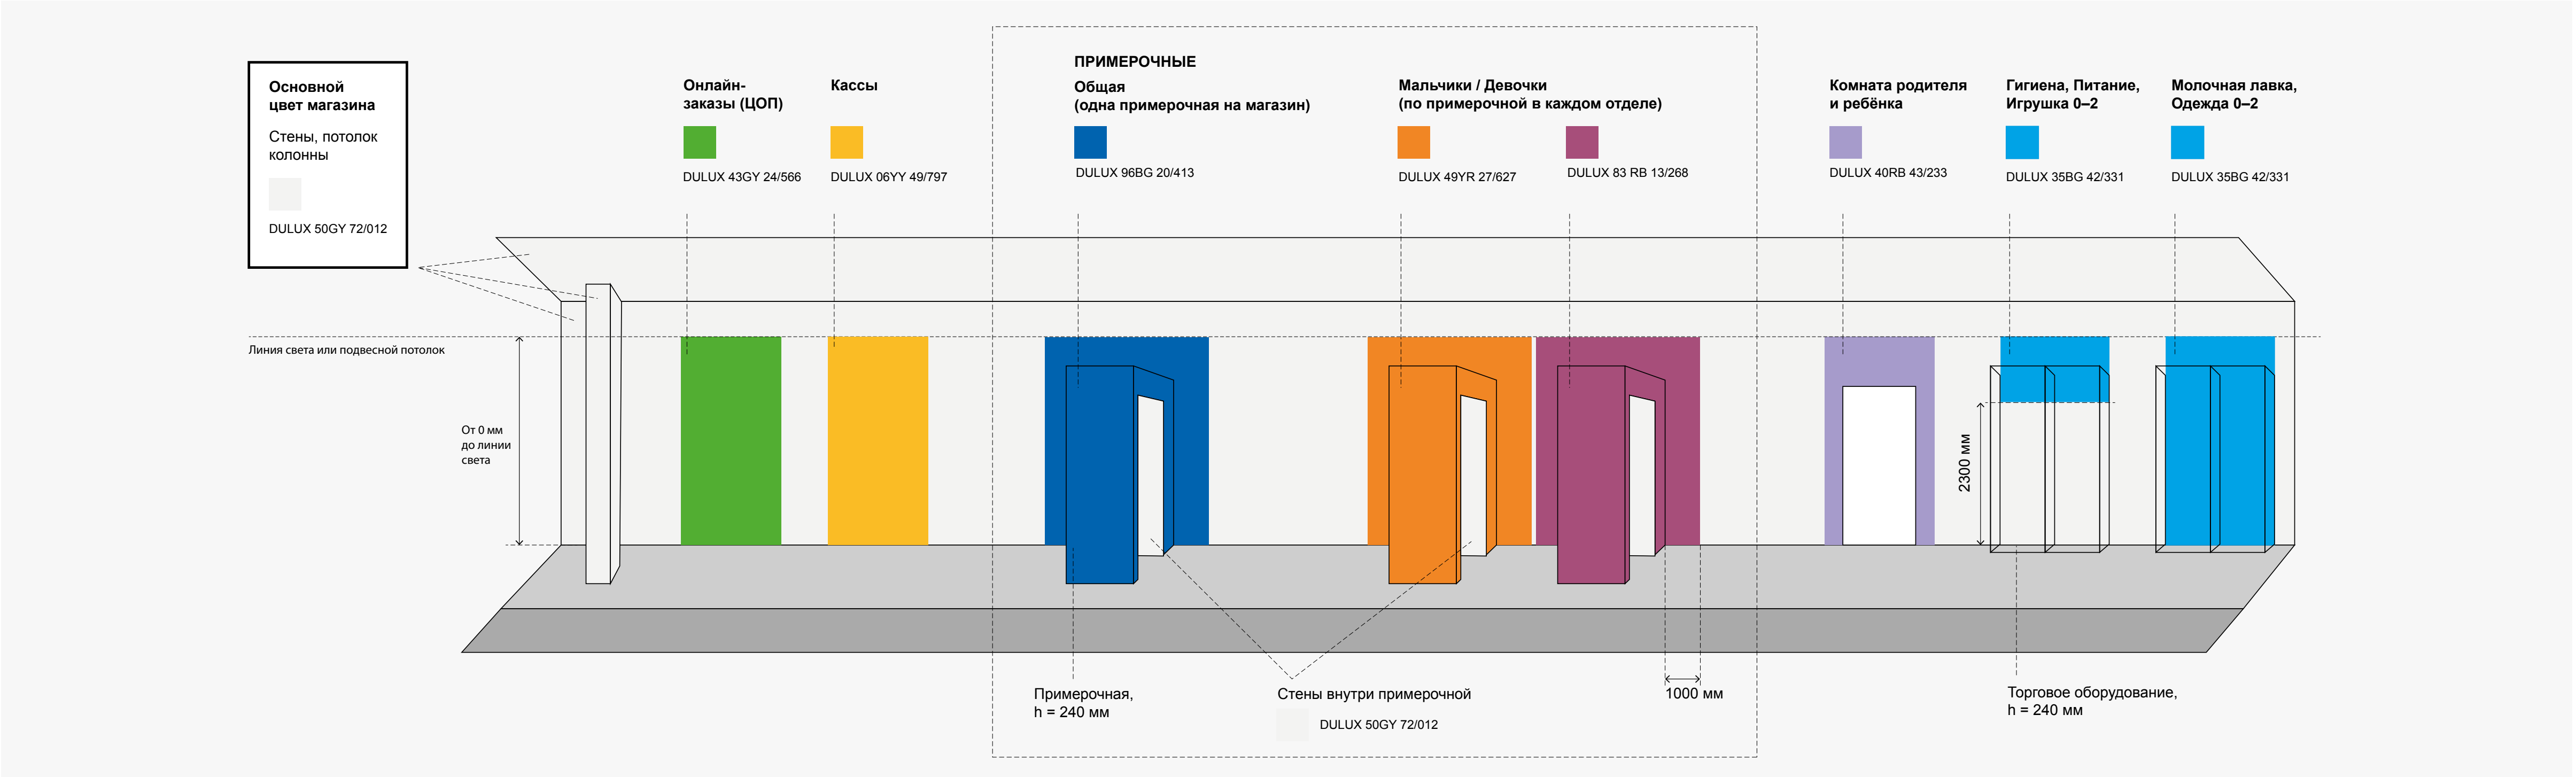 Основной
цвет магазина
Стены, потолок
колонны
DULUX 50GY 72/012
Онлайн-
заказы (ЦОП)
DULUX 43GY 24/566
Кассы
DULUX 06YY 49/797
ПРИМЕРОЧНЫЕ
Общая
(одна примерочная на магазин)
DULUX 96BG 20/413
Мальчики / Девочки
(по примерочной в каждом отделе)
DULUX 49YR 27/627
DULUX 83 RB 13/268
Комната родителя
и ребёнка
DULUX 40RB 43/233
Гигиена, Питание,
Игрушка 0–2
DULUX 35BG 42/331
Молочная лавка,
Одежда 0–2
DULUX 35BG 42/331
Линия света или подвесной потолок
От 0 мм
до линии
света
2300 мм
Примерочная,
h = 240 мм
Стены внутри примерочной
DULUX 50GY 72/012
1000 мм
Торговое оборудование,
h = 240 мм